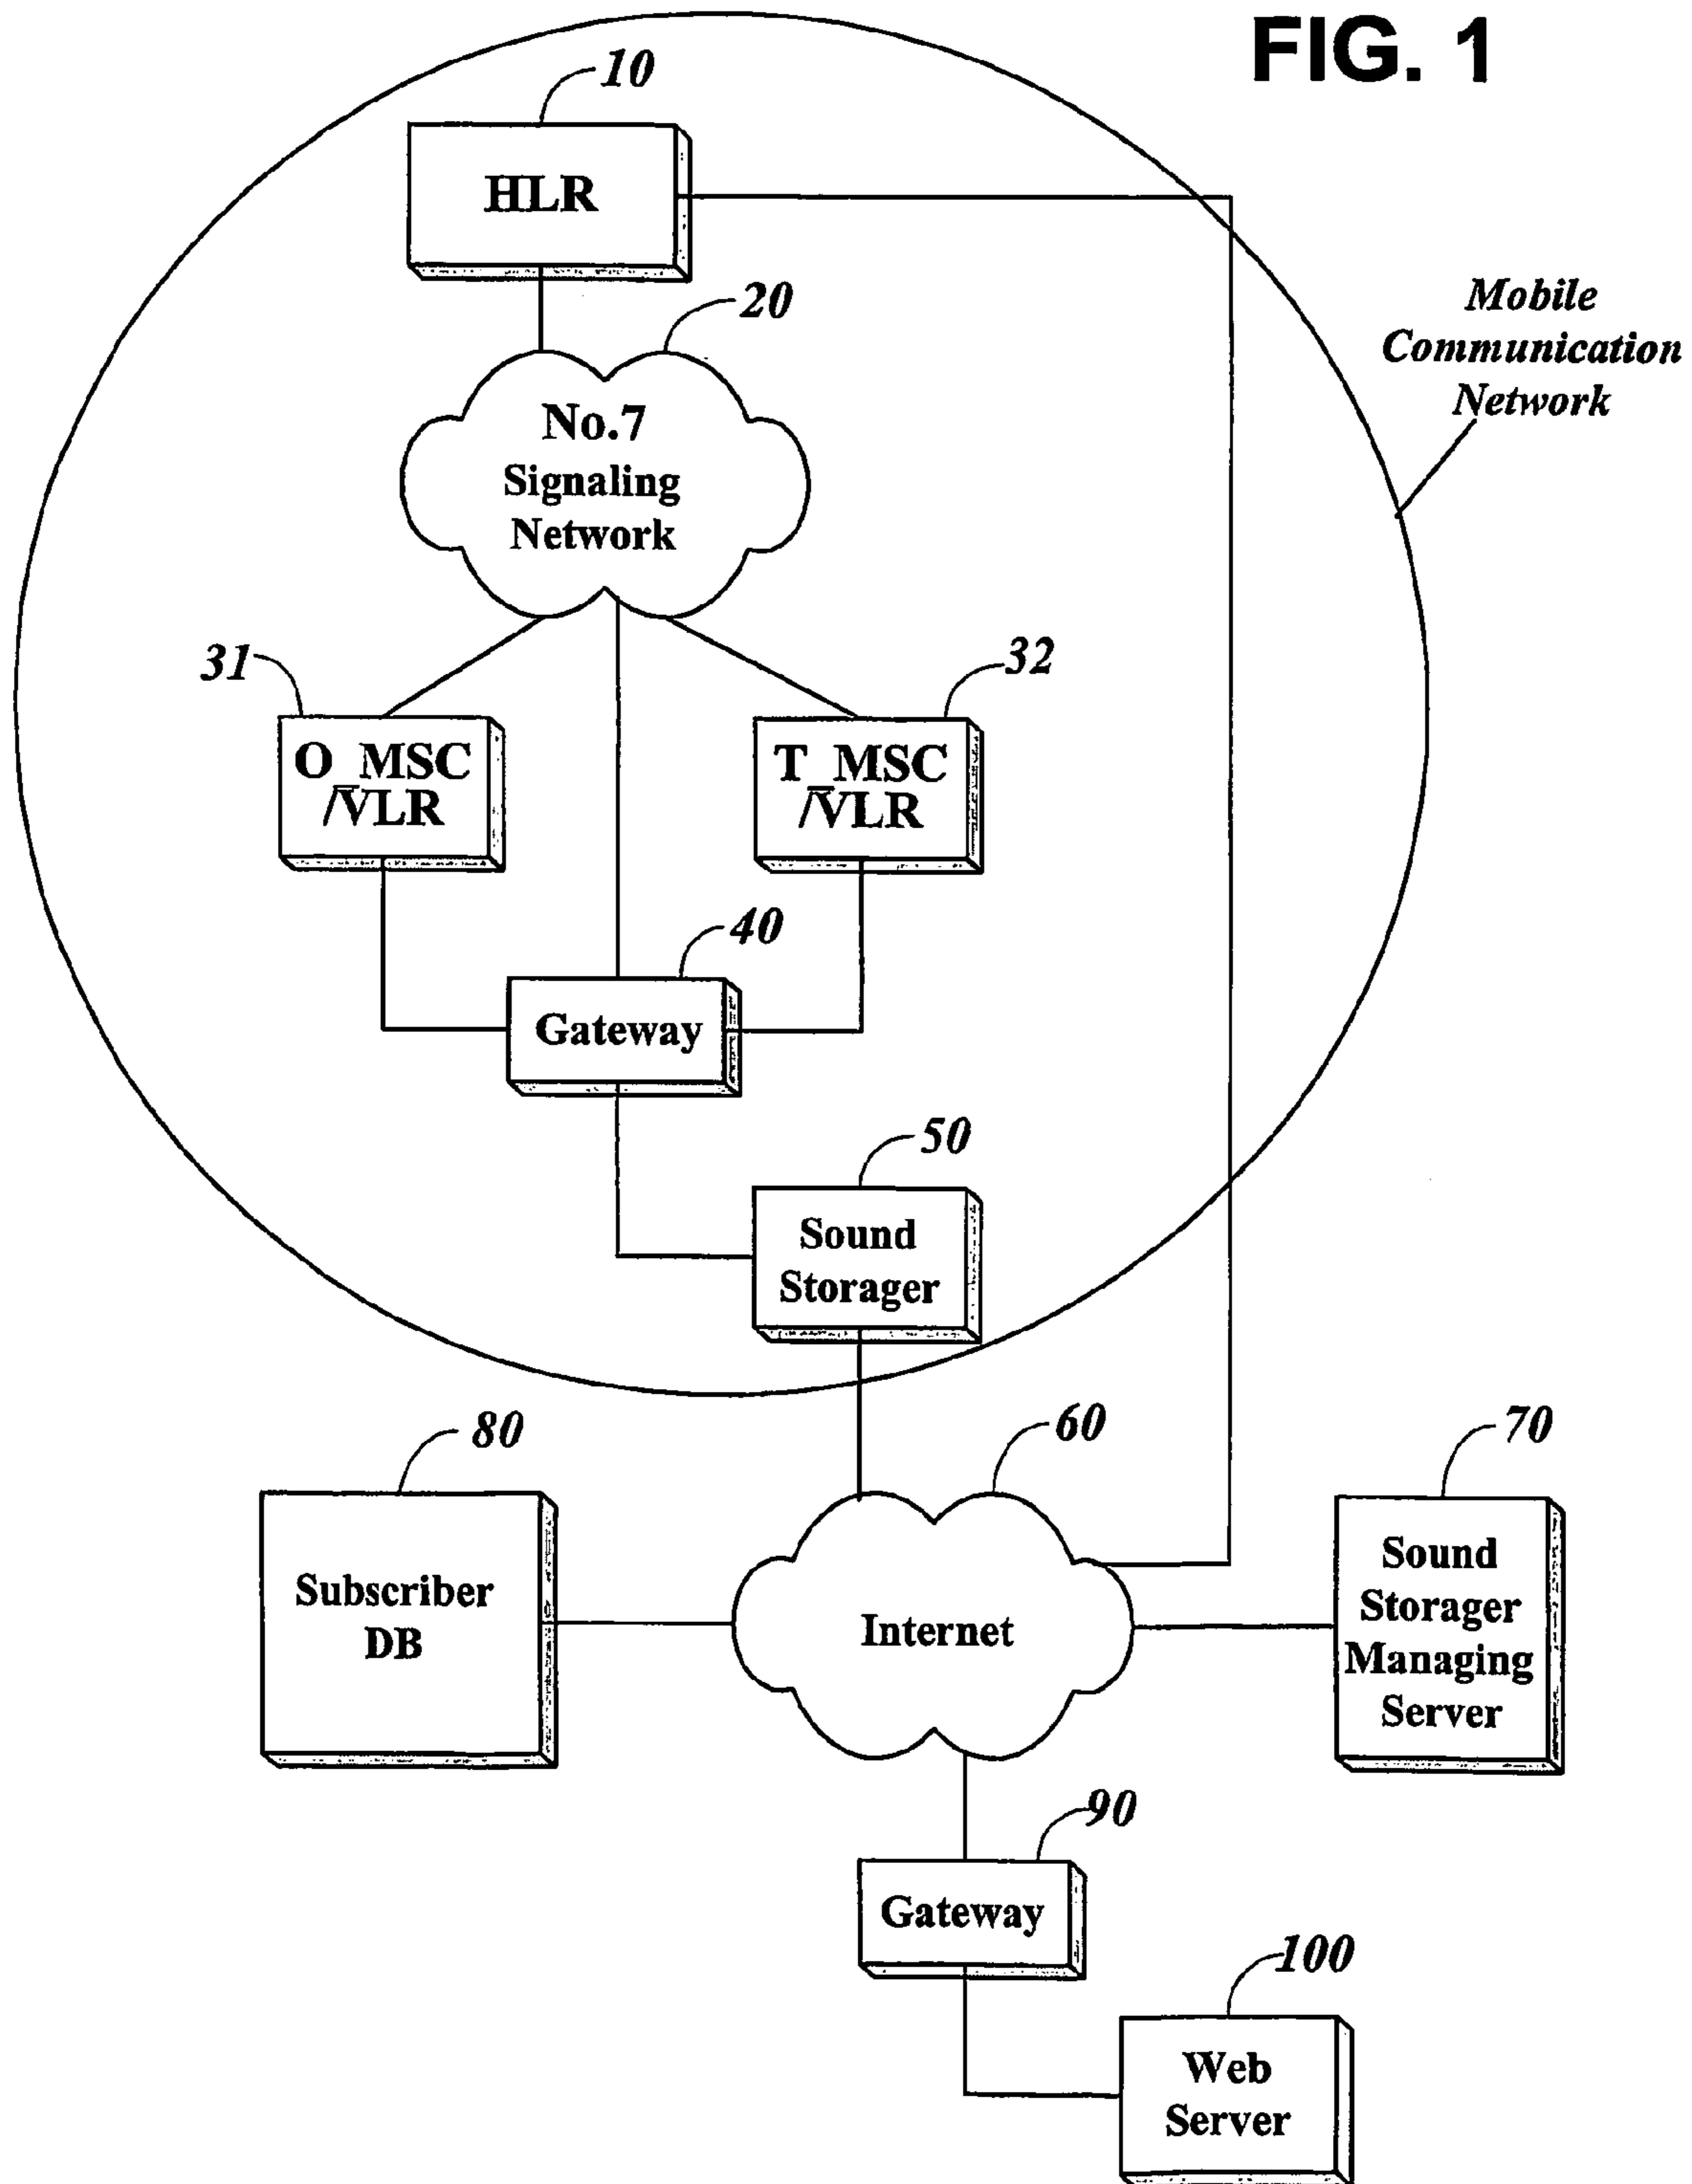 FIG. 1
10
HLR
20
Mobile
Communication
Network
No.7
Signaling
Network
31
32
O_MSC
/VLR
T_MSC
/VLR
40
Gateway
50
Sound
Storager
80
60
70
Subscriber
DB
Internet
Sound
Storager
Managing
Server
90
Gateway
100
Web
Server